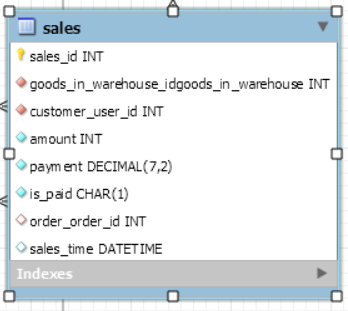 sales
sales_id INT
goods_in_warehouse_idgoods_in_warehouse INT
customer_user_id INT
amount INT
payment DECIMAL(7,2)
is_paid CHAR(1)
order_order_id INT
sales_time DATETIME
Indexes